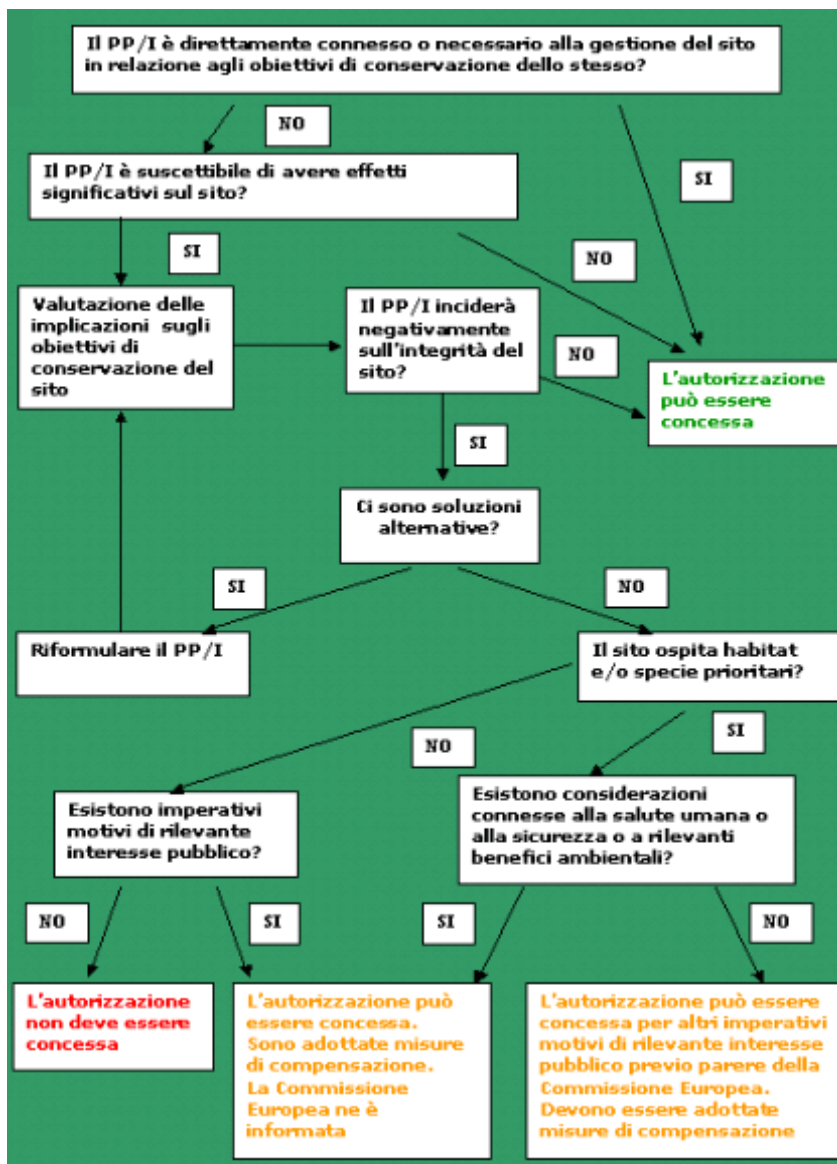 Il PP/I è direttamente connesso o necessario alla gestione del sito
in relazione agli obiettivi di conservazione dello stesso?
NO
SI
Il PP/I è suscettibile di avere effetti
significativi sul sito?
SI
NO
Valutazione delle
implicazioni sugli
obiettivi di
conservazione del
sito
Il PP/I inciderà
negativamente
sull'integrità del
sito?
NO
L'autorizzazione
può essere
concessa
SI
Ci sono soluzioni
alternative?
SI
NO
Riformulare il PP/I
Il sito ospita habitat
e/o specie prioritari?
NO
SI
Esistono imperativi
motivi di rilevante
interesse pubblico?
Esistono considerazioni
connesse alla salute umana o
alla sicurezza o a rilevanti
benefici ambientali?
NO
SI
SI
NO
L'autorizzazione
non deve essere
concessa
L'autorizzazione può
essere concessa.
Sono adottate misure
di compensazione.
La Commissione
Europea ne è
informata
L'autorizzazione può essere
concessa per altri imperativi
motivi di rilevante interesse
pubblico previo parere della
Commissione Europea.
Devono essere adottate
misure di compensazione